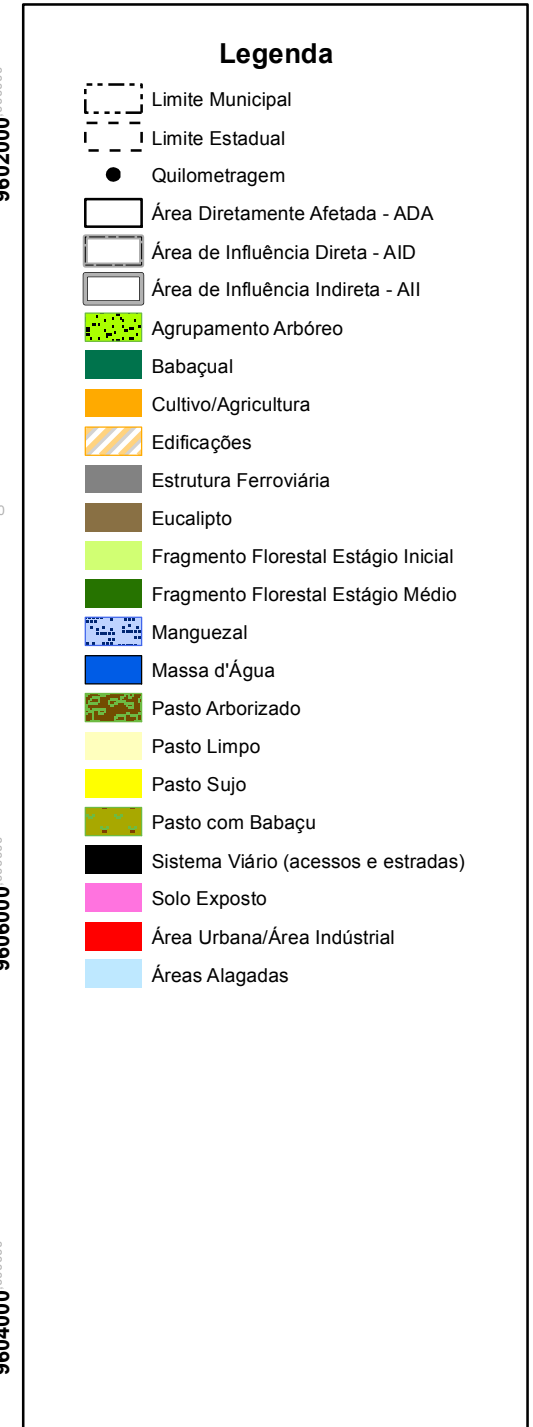 Legenda
Limite Municipal
Limite Estadual
Quilometragem
Área Diretamente Afetada - ADA
Área de Influência Direta - AID
Área de Influência Indireta - AII
Agrupamento Arbóreo
Babaçual
Cultivo/Agricultura
Edificações
Estrutura Ferroviária
Eucalipto
Fragmento Florestal Estágio Inicial
Fragmento Florestal Estágio Médio
Manguezal
Massa d'Água
Pasto Arborizado
Pasto Limpo
Pasto Sujo
Pasto com Babaçu
Sistema Viário (acessos e estradas)
Solo Exposto
Área Urbana/Área Indústrial
Áreas Alagadas
9602000
9606000
9604000